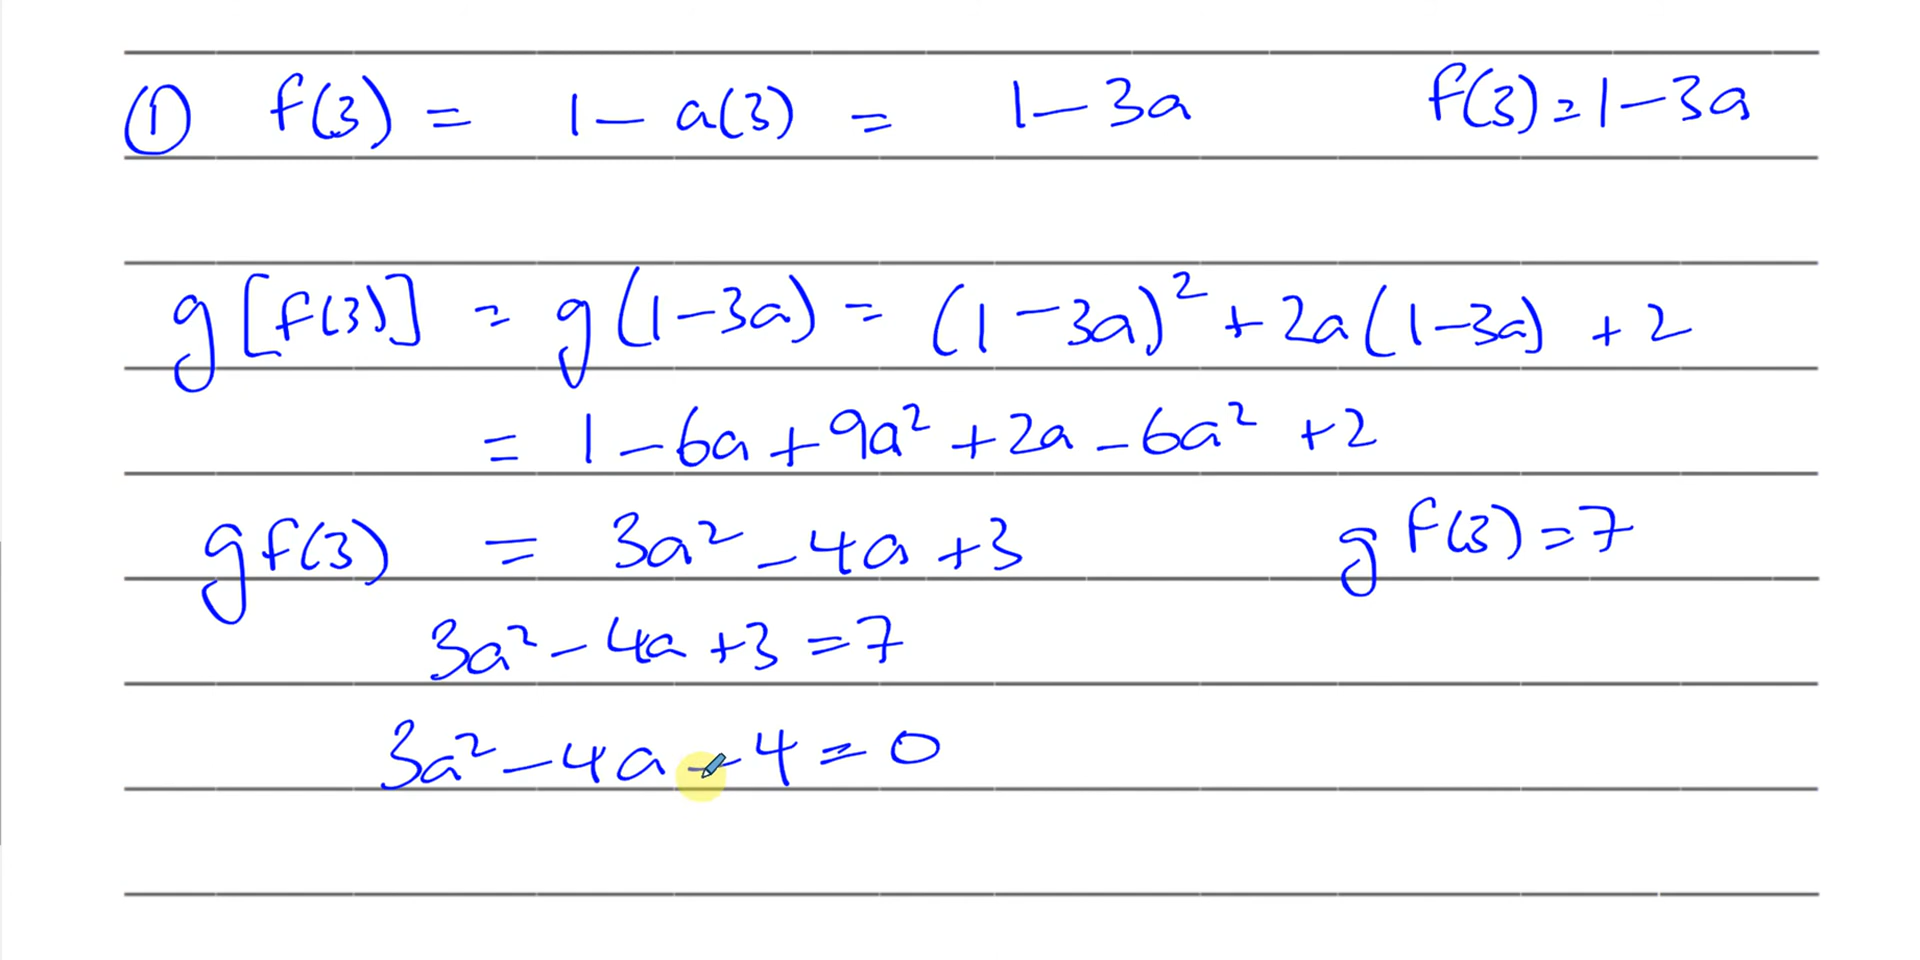 ① f(3) = 1 - a(3) = 1 - 3a f(3) = 1 - 3a
g[f(3)] = g(1-3a) = (1-3a)² + 2a(1-3a) + 2
= 1 - 6a + 9a² + 2a - 6a² + 2
gf(3) = 3a² - 4a + 3 gf(3) = 7
3a² - 4a + 3 = 7
3a² - 4a - 4 = 0